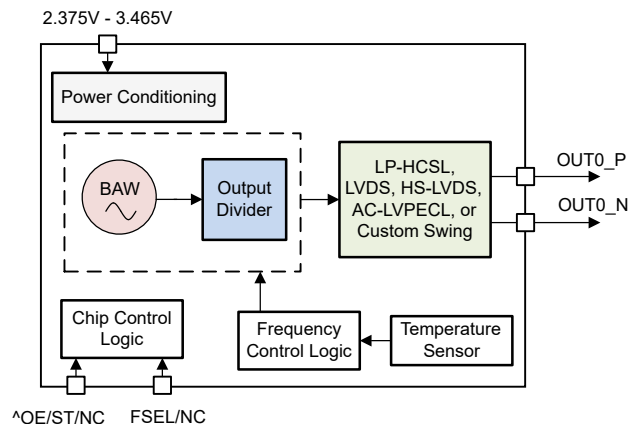 2.375V - 3.465V
Power Conditioning
BAW
Output
Divider
LP-HCSL,
LVDS, HS-LVDS,
AC-LVPECL, or
Custom Swing
OUT0_P
OUT0_N
Chip Control
Logic
Frequency
Control Logic
Temperature
Sensor
^OE/ST/NC
FSEL/NC